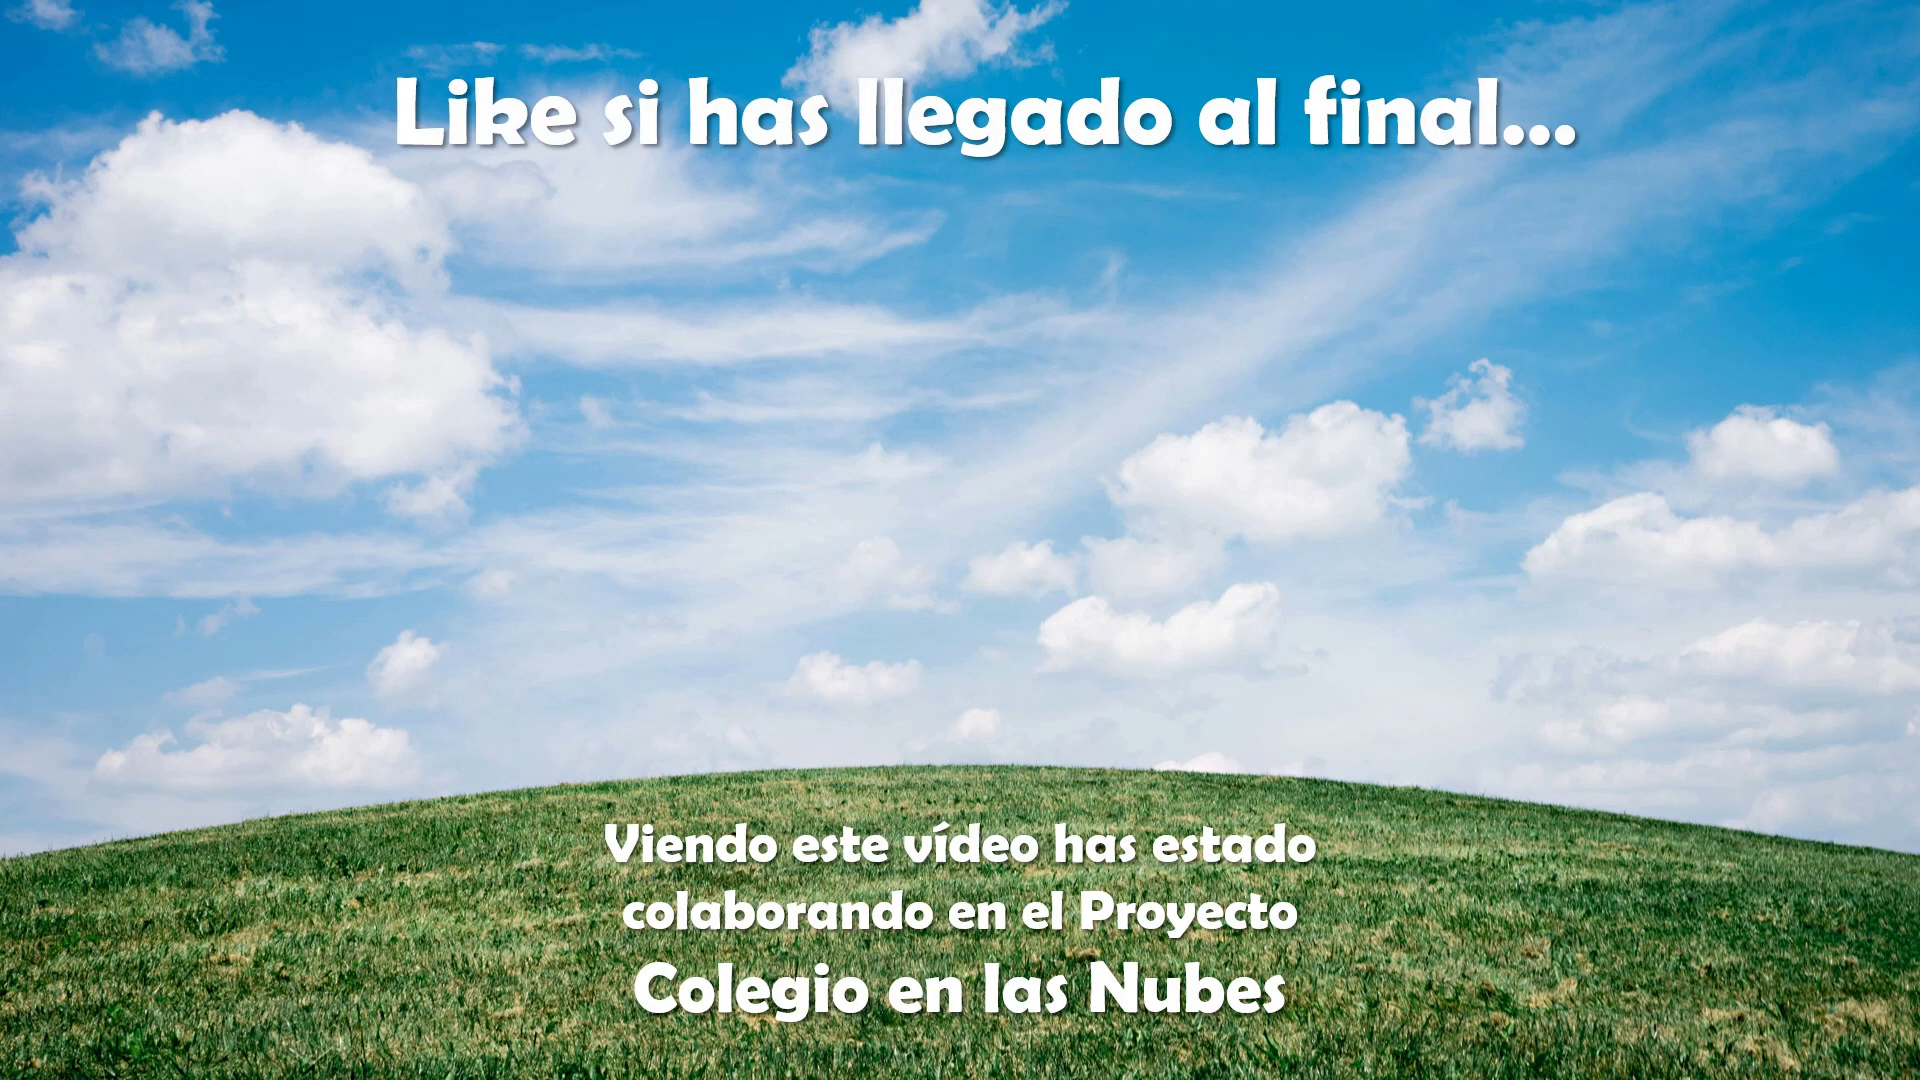 Like si has llegado al final...
Viendo este vídeo has estado
colaborando en el Proyecto
Colegio en las Nubes